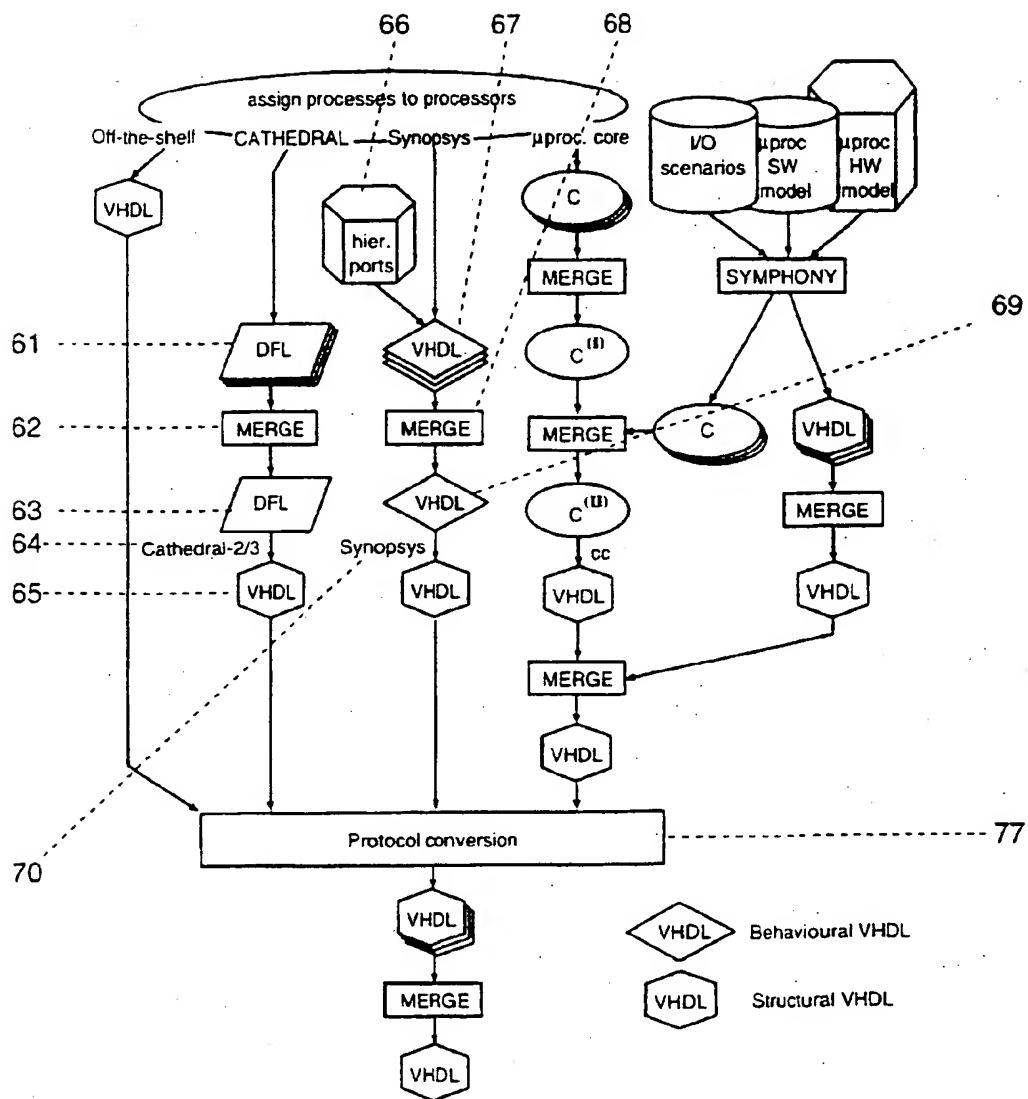 66 67 68
assign processes to processors
Off-the-shelf CATHEDRAL Synopsys µproc. core
I/O scenarios
µproc SW model
µproc HW model
VHDL
C
hier. ports
MERGE
SYMPHONY
69
61 DFL
VHDL
C(I)
62 MERGE
MERGE
MERGE
C
VHDL
63 DFL
VHDL
C(II)
MERGE
64 Cathedral-2/3
Synopsys
cc
65 VHDL
VHDL
VHDL
VHDL
MERGE
VHDL
Protocol conversion
77
70
VHDL
VHDL Behavioural VHDL
MERGE
VHDL Structural VHDL
VHDL